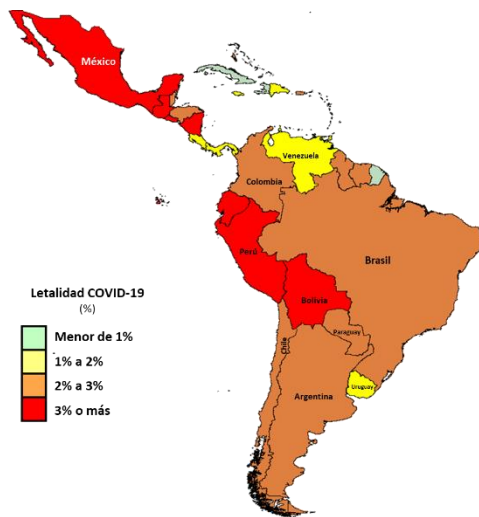 México
Venezuela
Colombia
Brasil
Perú
Bolivia
Paraguay
Chile
Argentina
Uruguay
Letalidad COVID-19
(%)
Menor de 1%
1% a 2%
2% a 3%
3% o más